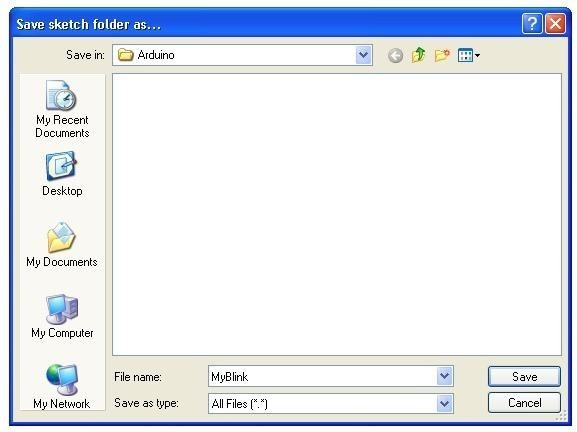 Save sketch folder as...
Save in: Arduino
My Recent
Documents
Desktop
My Documents
My Computer
My Network
File name: MyBlink Save
Save as type: All Files (*.*) Cancel